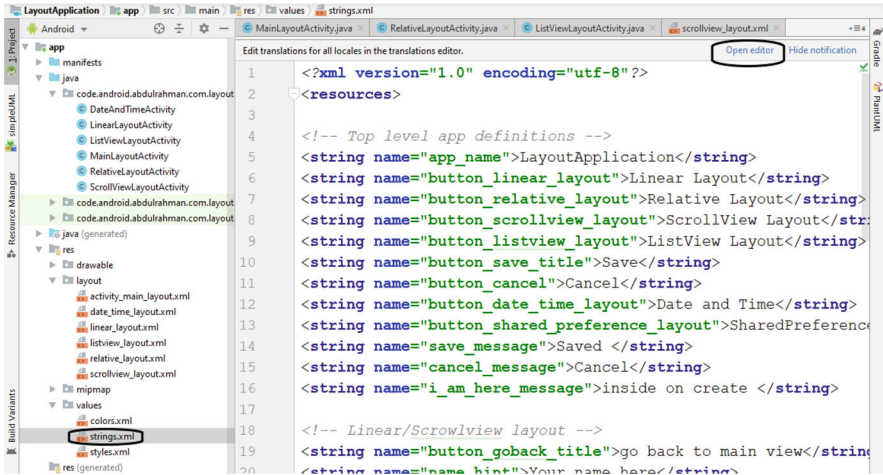 LayoutApplication app src main res values strings.xml
Android
MainLayoutActivity.java RelativeLayoutActivity.java ListViewLayoutActivity.java scrollview_layout.xml
4
1: Project
simpleUML
Resource Manager
Build Variants
app
manifests
java
code.android.abdulrahman.com.layout
DateAndTimeActivity
LinearLayoutActivity
ListViewLayoutActivity
MainLayoutActivity
RelativeLayoutActivity
ScrollViewLayoutActivity
code.android.abdulrahman.com.layout
code.android.abdulrahman.com.layout
java (generated)
res
drawable
layout
activity_main_layout.xml
date_time_layout.xml
linear_layout.xml
listview_layout.xml
relative_layout.xml
scrollview_layout.xml
mipmap
values
colors.xml
strings.xml
styles.xml
res (generated)
Edit translations for all locales in the translations editor. Open editor Hide notification
1 <?xml version="1.0" encoding="utf-8"?>
2 <resources>
3
4 <!-- Top level app definitions -->
5 <string name="app_name">LayoutApplication</string>
6 <string name="button_linear_layout">Linear Layout</string>
7 <string name="button_relative_layout">Relative Layout</string>
8 <string name="button_scrollview_layout">ScrollView Layout</stri
9 <string name="button_listview_layout">ListView Layout</string>
10 <string name="button_save_title">Save</string>
11 <string name="button_cancel">Cancel</string>
12 <string name="button_date_time_layout">Date and Time</string>
13 <string name="button_shared_preference_layout">SharedPreference
14 <string name="save_message">Saved </string>
15 <string name="cancel_message">Cancel</string>
16 <string name="i_am_here_message">inside on create </string>
17
18 <!-- Linear/Scrowlview layout -->
19 <string name="button_goback_title">go back to main view</string
20 <string name="name_hint">Your name here</string>
Gradle
PlantUML